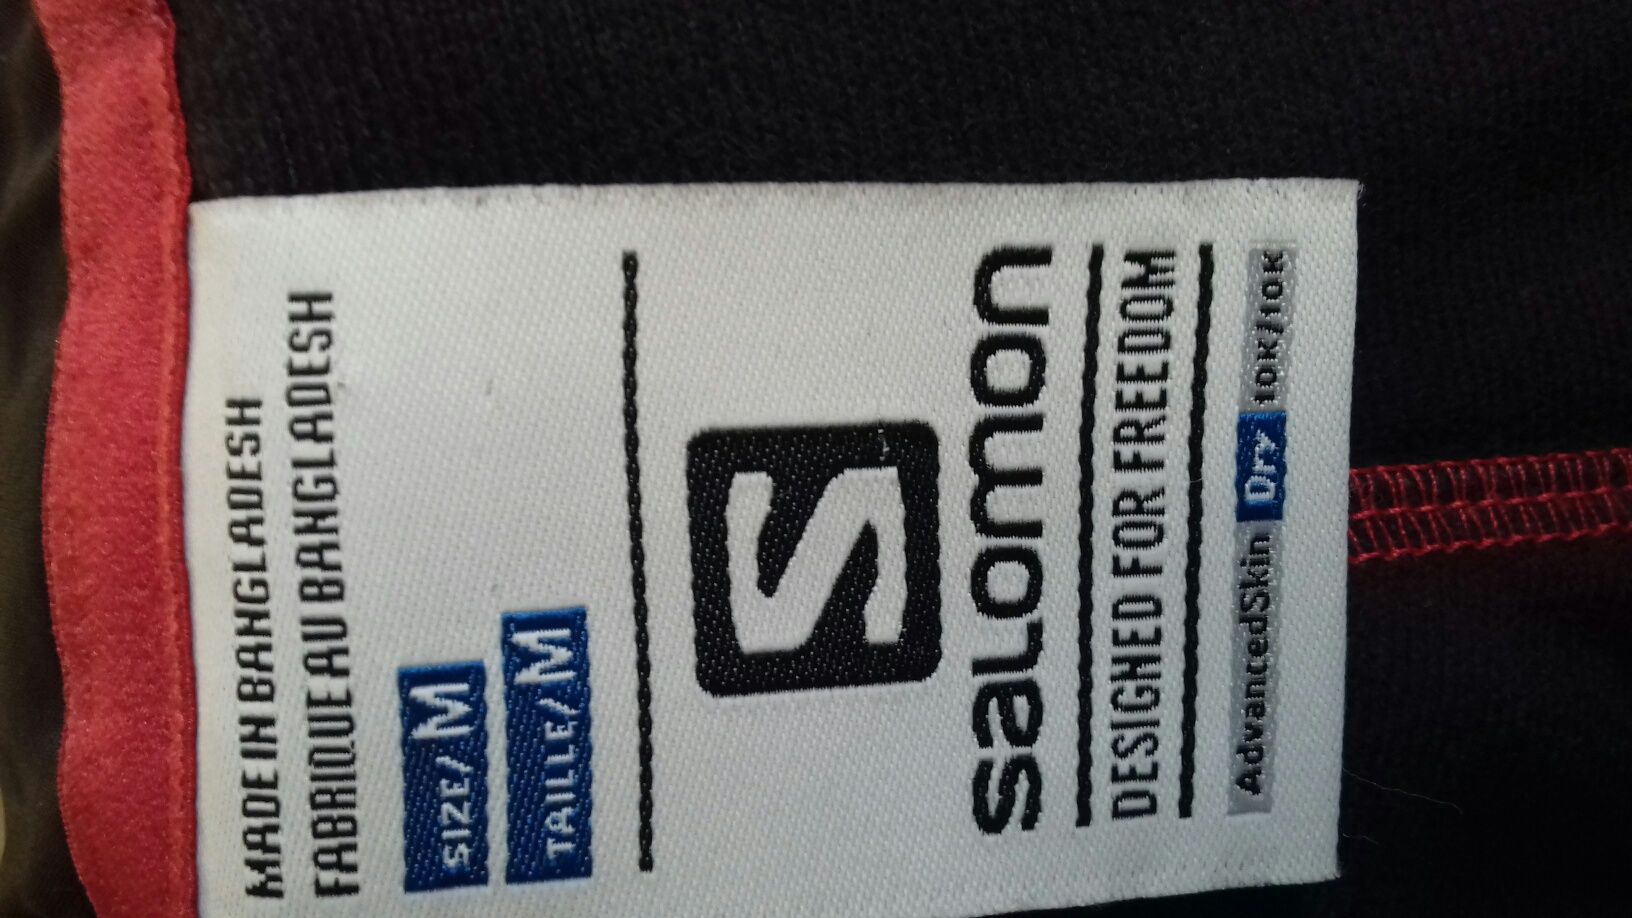 MADE IN BANGLADESH
FABRIQUE AU BANGLADESH
SIZE/M
TAILLE/M
S
SALOMON
DESIGNED FOR FREEDOM
AdvancedSkin Dry 10K/10K